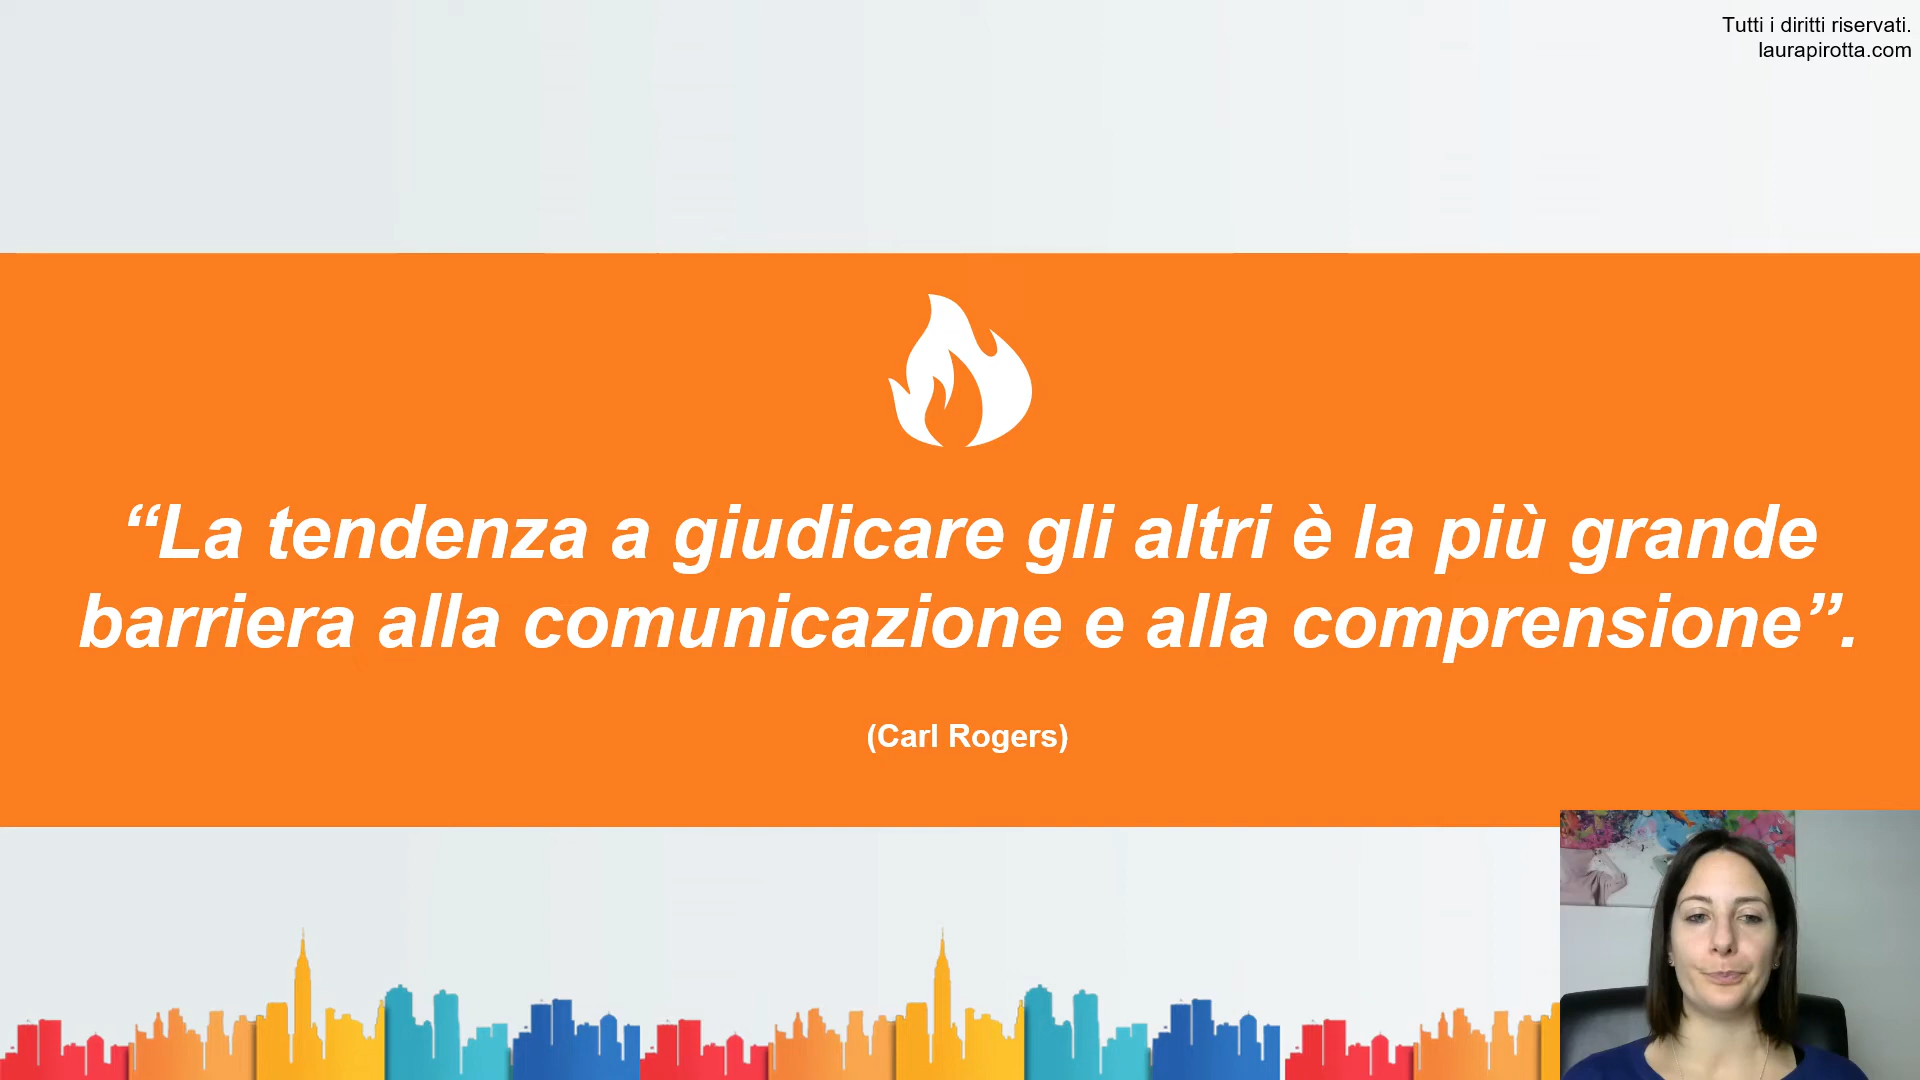 Tutti i diritti riservati.
laurapirotta.com
“La tendenza a giudicare gli altri è la più grande
barriera alla comunicazione e alla comprensione”.
(Carl Rogers)